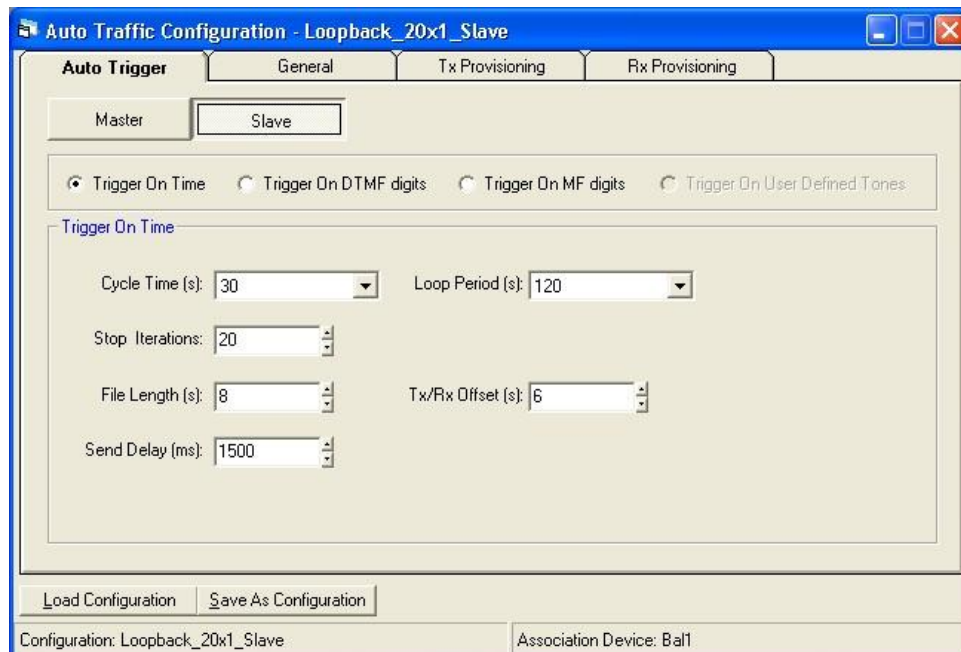 Auto Traffic Configuration - Loopback_20x1_Slave
Auto Trigger General Tx Provisioning Rx Provisioning
Master Slave
Trigger On Time Trigger On DTMF digits Trigger On MF digits Trigger On User Defined Tones
Trigger On Time
Cycle Time (s): 30 Loop Period (s): 120
Stop Iterations: 20
File Length (s): 8 Tx/Rx Offset (s): 6
Send Delay (ms): 1500
Load Configuration Save As Configuration
Configuration: Loopback_20x1_Slave Association Device: Bal1